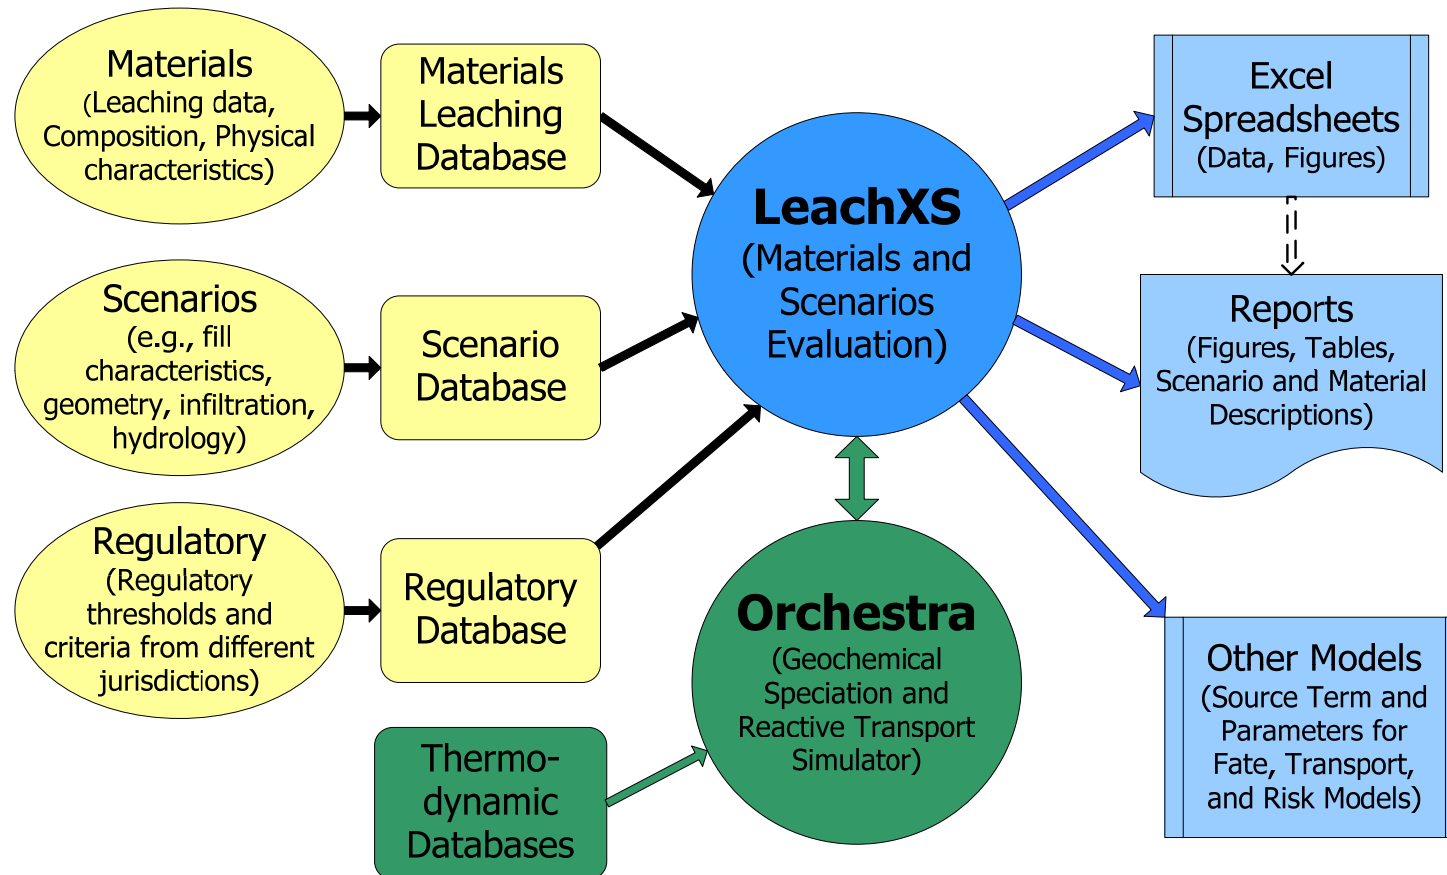 Materials
(Leaching data,
Composition, Physical
characteristics)
Materials
Leaching
Database
LeachXS
(Materials and
Scenarios
Evaluation)
Excel
Spreadsheets
(Data, Figures)
Scenarios
(e.g., fill
characteristics,
geometry, infiltration,
hydrology)
Scenario
Database
Reports
(Figures, Tables,
Scenario and Material
Descriptions)
Regulatory
(Regulatory
thresholds and
criteria from different
jurisdictions)
Regulatory
Database
Orchestra
(Geochemical
Speciation and
Reactive Transport
Simulator)
Other Models
(Source Term and
Parameters for
Fate, Transport,
and Risk Models)
Thermo-
dynamic
Databases